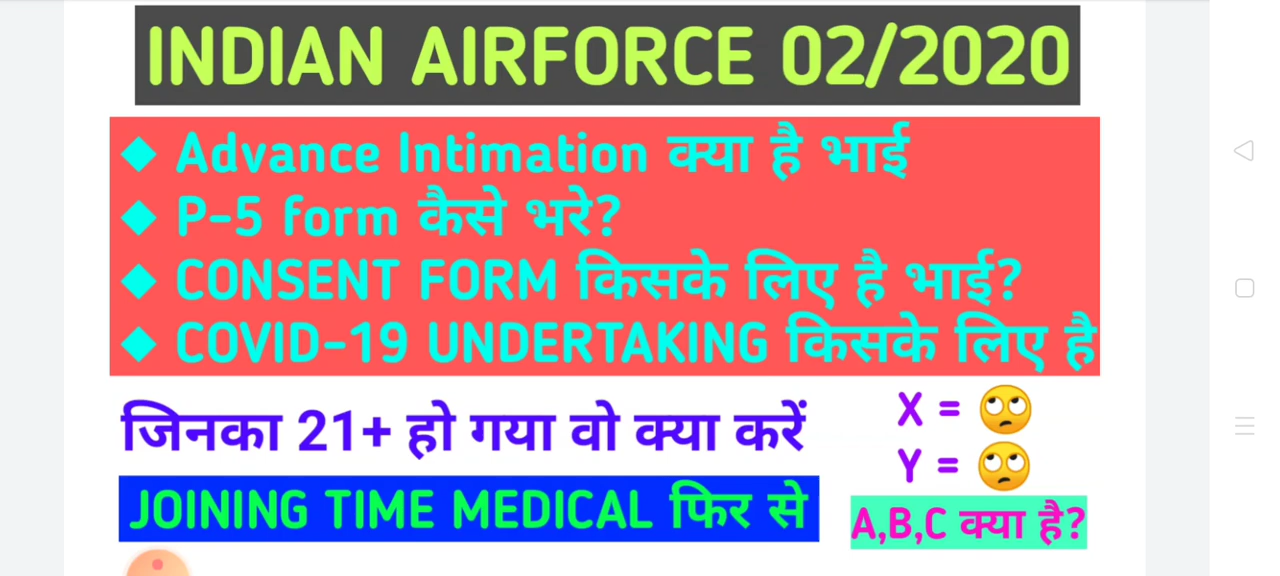 INDIAN AIRFORCE 02/2020
◆ Advance Intimation क्या है भाई
◆ P-5 form कैसे भरे?
◆ CONSENT FORM किसके लिए है भाई?
◆ COVID-19 UNDERTAKING किसके लिए है
जिनका 21+ हो गया वो क्या करें
X = 🙄
Y = 🙄
JOINING TIME MEDICAL फिर से
A,B,C क्या है?